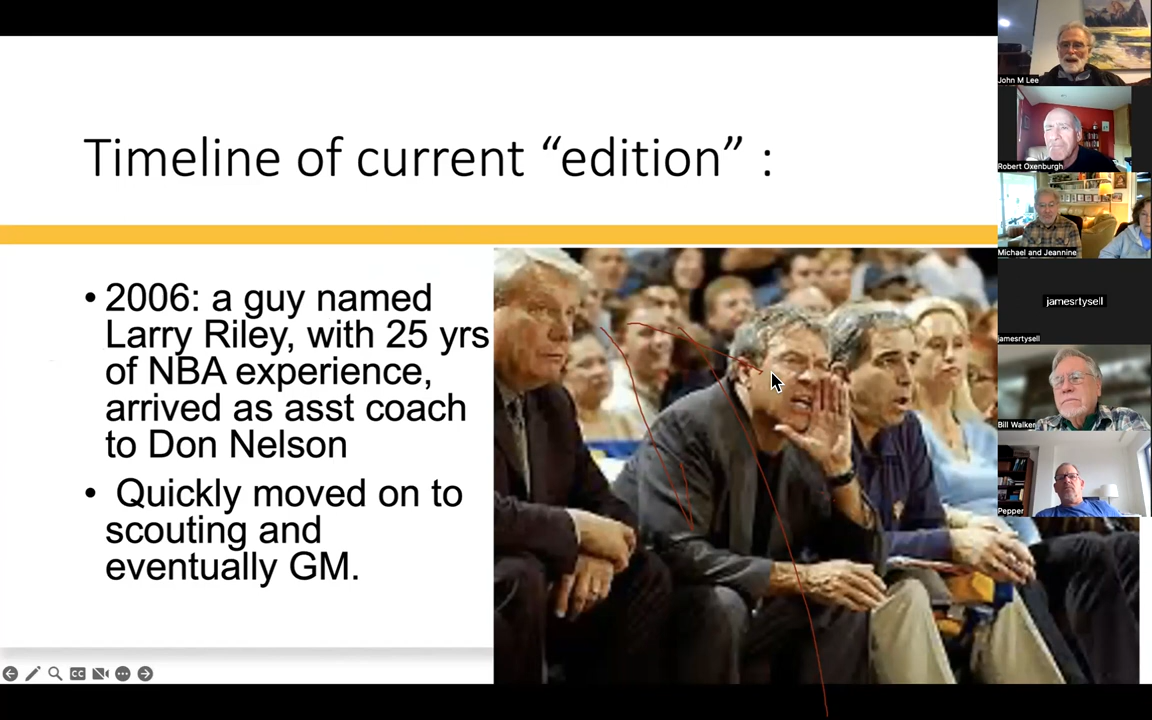 Timeline of current “edition” :
• 2006: a guy named
Larry Riley, with 25 yrs
of NBA experience,
arrived as asst coach
to Don Nelson
• Quickly moved on to
scouting and
eventually GM.
CC
John M Lee
Robert Oxenburgh
Michael and Jeannine
jamesrtysell
jamesrtysell
Bill Walker
Pepper